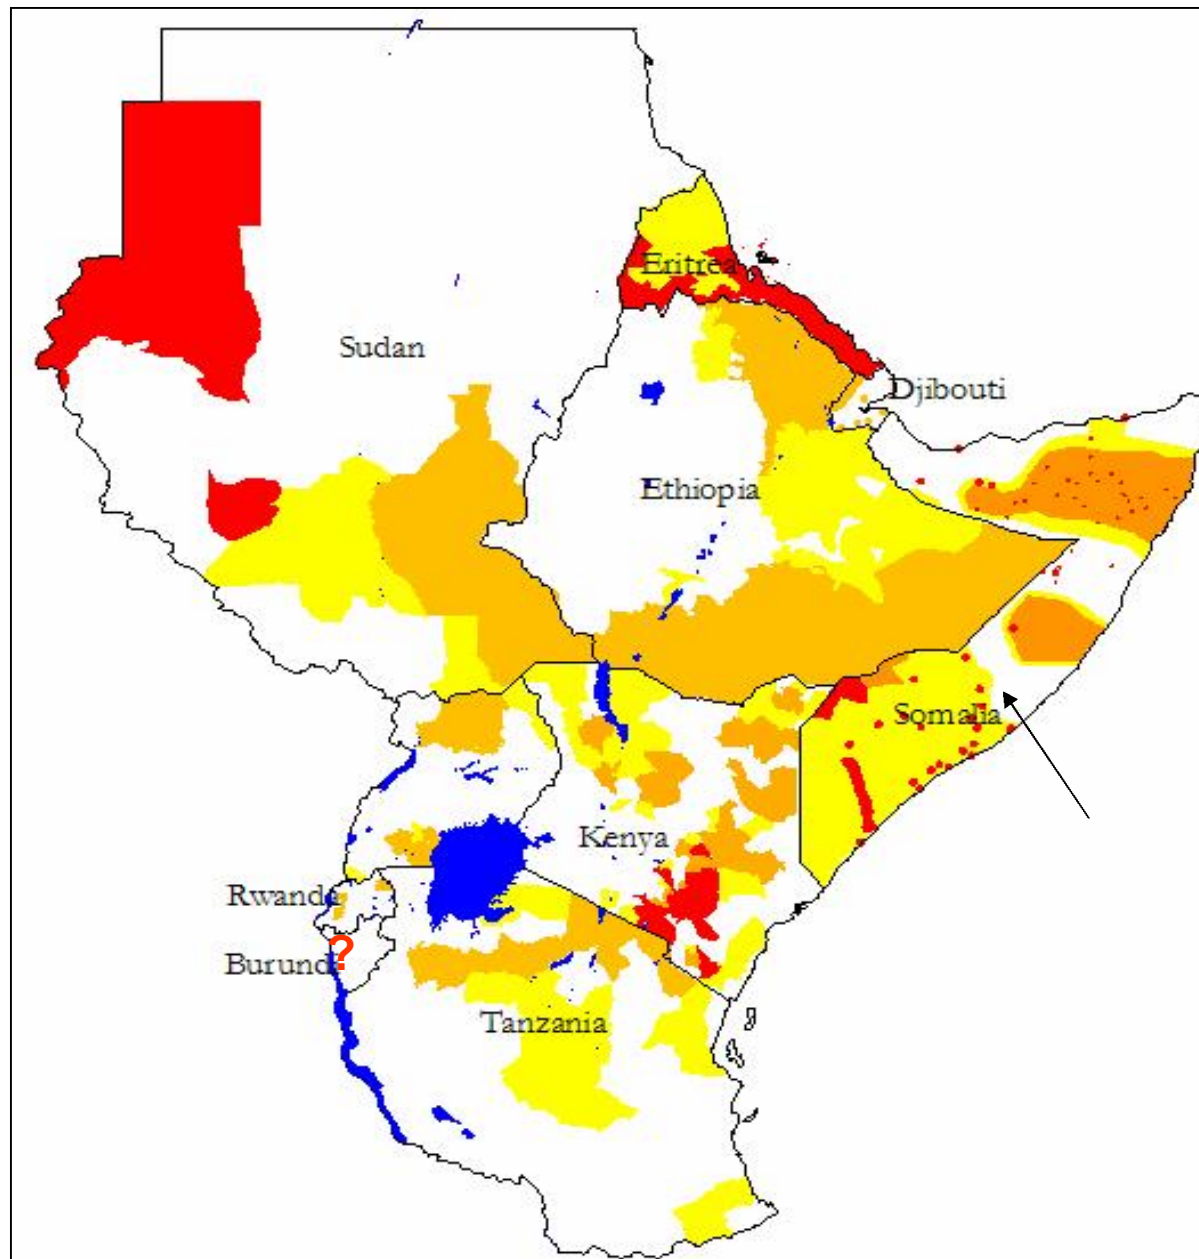 Eritrea
Sudan
Djibouti
Ethiopia
Somalia
Kenya
Rwanda
?
Burundi
Tanzania